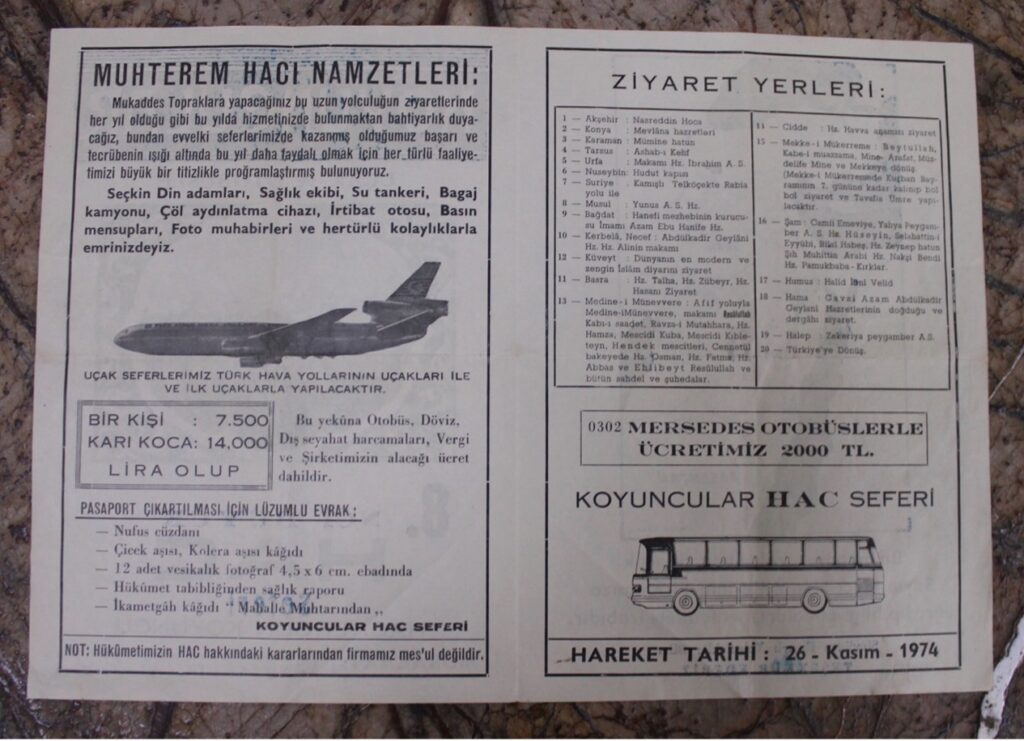 MUHTEREM HACI NAMZETLERİ:
Mukaddes Topraklara yapacağınız bu uzun yolculuğun ziyaretlerinde
her yıl olduğu gibi bu yılda hizmetinizde bulunmaktan bahtiyarlık duya-
cağız, bundan evvelki seferlerimizde kazanmış olduğumuz başarı ve
tecrübenin ışığı altında bu yıl daha faydalı olmak için her türlü faaliye-
timizi büyük bir titizlikle proğramlaştırmış bulunuyoruz.
Seçkin Din adamları, Sağlık ekibi, Su tankeri, Bagaj
kamyonu, Çöl aydınlatma cihazı, İrtibat otosu, Basın
mensupları, Foto muhabirleri ve hertürlü kolaylıklarla
emrinizdeyiz.
UÇAK SEFERLERİMİZ TÜRK HAVA YOLLARININ UÇAKLARI İLE
VE İLK UÇAKLARLA YAPILACAKTIR.
BİR KİŞİ : 7.500
KARI KOCA: 14,000
LİRA OLUP
Bu yekûna Otobüs, Döviz,
Dış seyahat harcamaları, Vergi
ve Şirketimizin alacağı ücret
dahildir.
PASAPORT ÇIKARTILMASI İÇİN LÜZUMLU EVRAK:
— Nufus cüzdanı
— Çicek aşısı, Kolera aşısı kâğıdı
— 12 adet vesikalık fotoğraf 4,5 x 6 cm. ebadında
— Hükûmet tabibliğinden sağlık raporu
— İkametgâh kâğıdı " Mahalle Muhtarından ,,
KOYUNCULAR HAC SEFERİ
NOT: Hükûmetimizin HAC hakkındaki kararlarından firmamız mes'ul değildir.
ZİYARET YERLERİ:
1 — Akşehir : Nasreddin Hoca
2 — Konya : Mevlâna hazretleri
3 — Karaman : Mümine hatun
4 — Tarsus : Ashab-ı Kehf
5 — Urfa : Makamı Hz. İbrahim A. S.
6 — Nuseybin: Hudut kapısı
7 — Suriye : Kamışlı Telköçekte Rabia
yolu ile
8 — Musul : Yunus A. S. Hz.
9 — Bağdat : Hanefi mezhebinin kurucu-
su İmamı Azam Ebu Hanife Hz.
10 — Kerbelâ, Necef : Abdülkadir Geylâni
Hz. Hz. Alinin makamı
12 — Küveyt : Dünyanın en modern ve
zengin İslâm diyarını ziyaret
11 — Basra : Hz. Talha, Hz. Zübeyr, Hz.
Hasanı Ziyaret
13 — Medine-i Münevvere : Afif yoluyla
Medine-iMünevvere, makamı Resûlullah
Kabı-ı saadet, Ravza-i Mutahhara, Hz.
Hamza, Mescidi Kuba, Mescidi Kıble-
teyn, Hendek mescitleri, Cennetül
bakeyede Hz. Osman, Hz. Fatma, Hz.
Abbas ve Ehlibeyt Resûlullah ve
bütün sahdel ve şuhedalar.
14 — Cidde : Hz. Havva anamızı ziyaret
15 — Mekke-i Mükerreme : Beytullah,
Kabe-i muazzama, Mine, Arafat, Müz-
delife Mine ve Mekkeye dönüş.
(Mekke-i Mükerremede Kurban Bay-
ramının 7. gününe kadar kalınıp bol
bol ziyaret ve Tavafla Umre yapı-
lacaktır.
16 — Şam : Camii Emeviye, Yahya Peygam-
ber A. S. Hz. Hüseyin, Selahattin-i
Eyyûbi, Bilâl Habeş, Hz. Zeynep hatun
Şıh Muhittin Arabi Hz. Nakşi Bendi
Hz. Pamukbaba - Kırklar.
17 — Humus : Halid Velid
18 — Hama : Gavzi Azam Abdülkadir
Geylani Hazretlerinin doğduğu ve
dergâhı ziyaret.
19 — Halep : Zekeriya peygamber A.S.
20 — Türkiye'ye Dönüş.
0302 MERSEDES OTOBÜSLERLE
ÜCRETİMİZ 2000 TL.
KOYUNCULAR HAC SEFERİ
HAREKET TARİHİ : 26 - Kasım - 1974